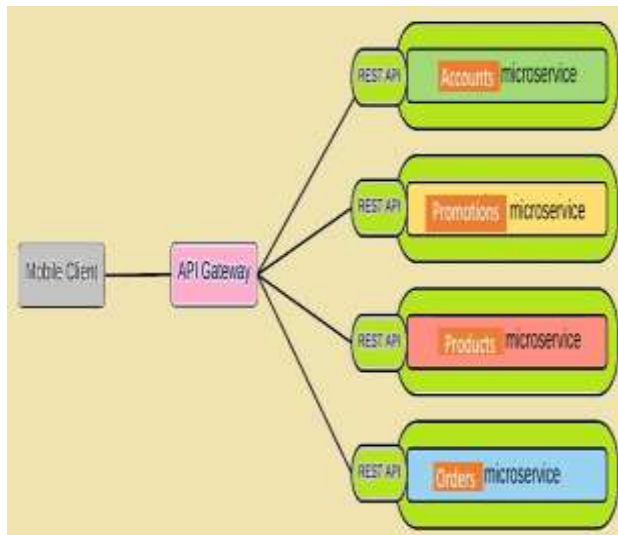 REST API
Accounts microservice
REST API
Promotions microservice
Mobile Client
API Gateway
REST API
Products microservice
REST API
Orders microservice